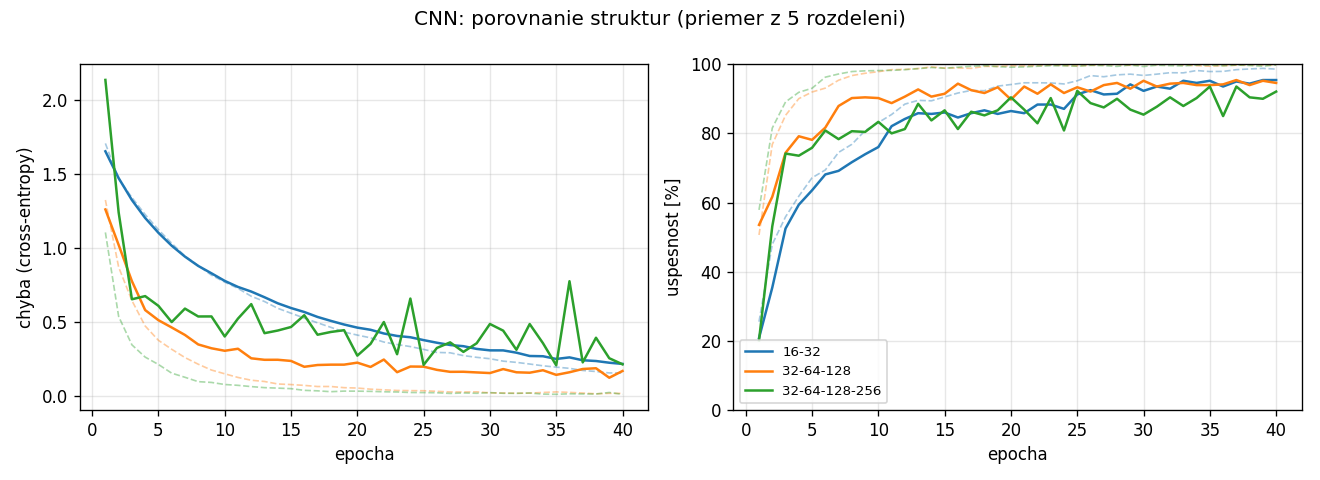 CNN: porovnanie struktur (priemer z 5 rozdeleni)
chyba (cross-entropy)
2.0
1.5
1.0
0.5
0.0
0 5 10 15 20 25 30 35 40
epocha
uspesnost [%]
100
80
60
40
20
0
16-32
32-64-128
32-64-128-256
0 5 10 15 20 25 30 35 40
epocha